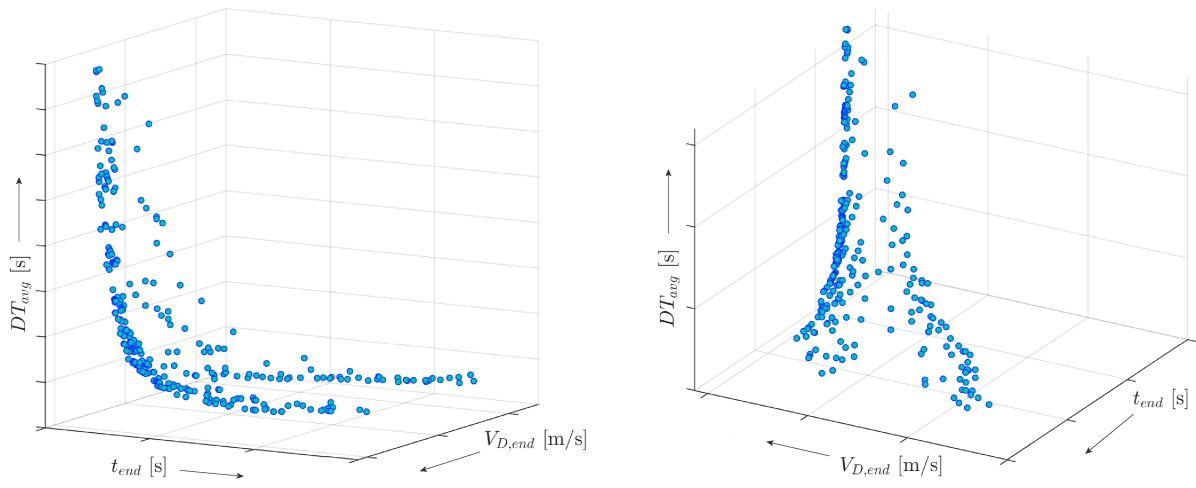 DT_avg [s]
t_end [s]
V_D,end [m/s]
DT_avg [s]
V_D,end [m/s]
t_end [s]